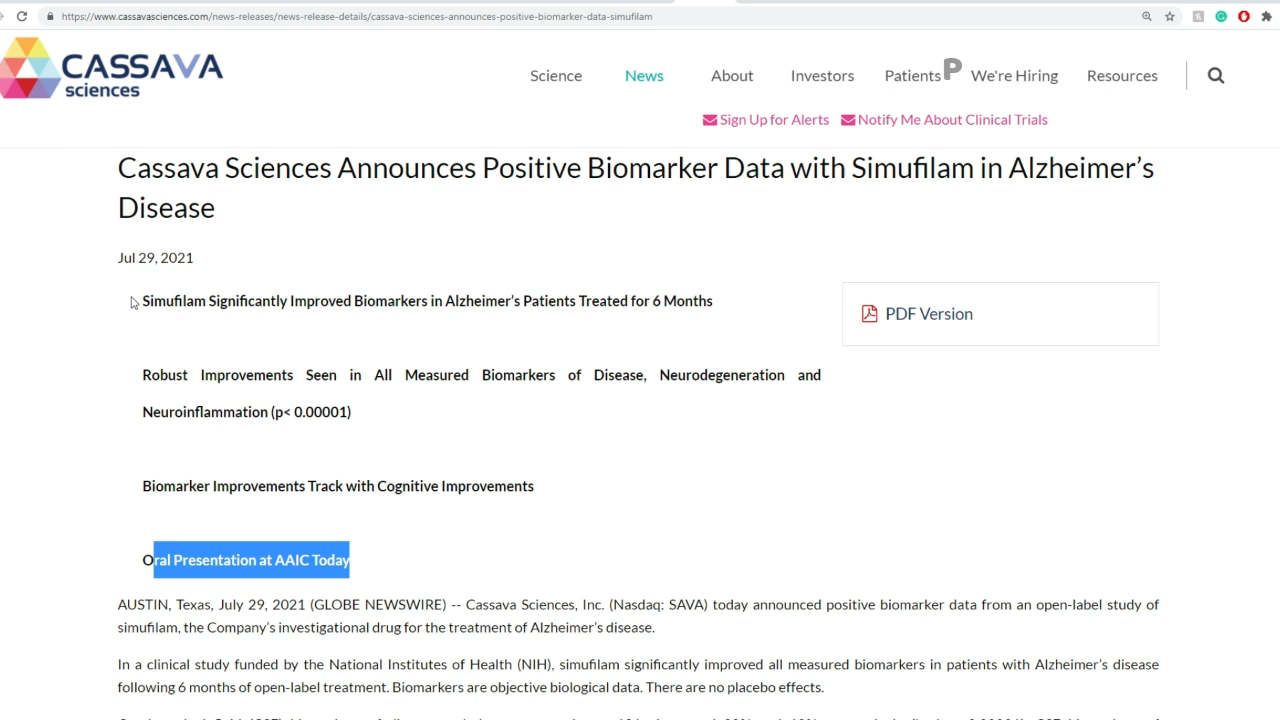 https://www.cassavasciences.com/news-releases/news-release-details/cassava-sciences-announces-positive-biomarker-data-simufilam
CASSAVA
sciences
Science News About Investors Patients P We're Hiring Resources
Sign Up for Alerts Notify Me About Clinical Trials
Cassava Sciences Announces Positive Biomarker Data with Simufilam in Alzheimer’s
Disease
Jul 29, 2021
Simufilam Significantly Improved Biomarkers in Alzheimer’s Patients Treated for 6 Months
PDF Version
Robust Improvements Seen in All Measured Biomarkers of Disease, Neurodegeneration and
Neuroinflammation (p< 0.00001)
Biomarker Improvements Track with Cognitive Improvements
Oral Presentation at AAIC Today
AUSTIN, Texas, July 29, 2021 (GLOBE NEWSWIRE) -- Cassava Sciences, Inc. (Nasdaq: SAVA) today announced positive biomarker data from an open-label study of
simufilam, the Company’s investigational drug for the treatment of Alzheimer’s disease.
In a clinical study funded by the National Institutes of Health (NIH), simufilam significantly improved all measured biomarkers in patients with Alzheimer’s disease
following 6 months of open-label treatment. Biomarkers are objective biological data. There are no placebo effects.